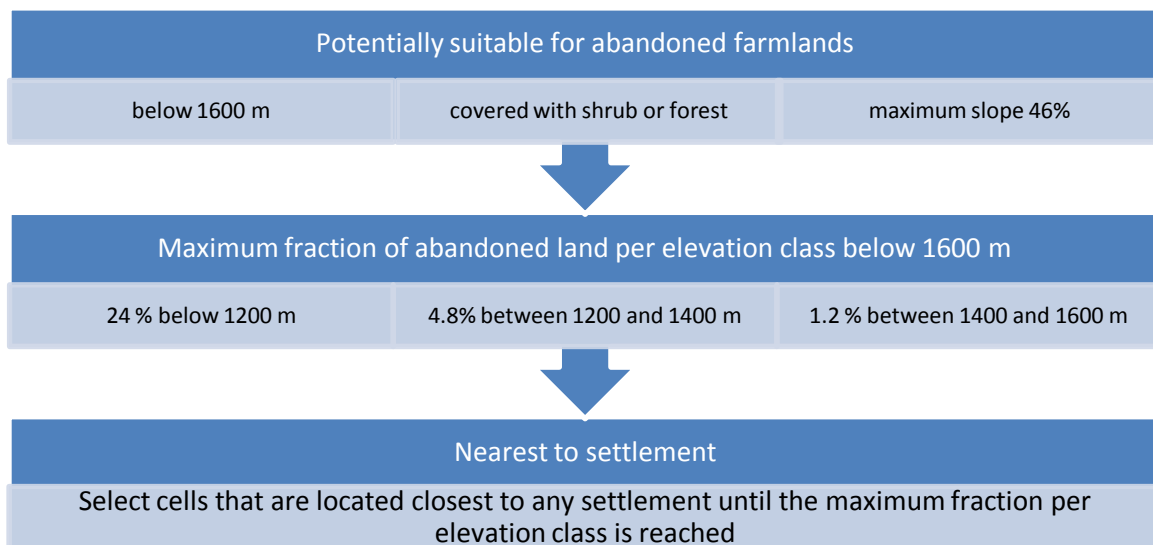 Potentially suitable for abandoned farmlands
below 1600 m
covered with shrub or forest
maximum slope 46%
Maximum fraction of abandoned land per elevation class below 1600 m
24 % below 1200 m
4.8% between 1200 and 1400 m
1.2 % between 1400 and 1600 m
Nearest to settlement
Select cells that are located closest to any settlement until the maximum fraction per
elevation class is reached